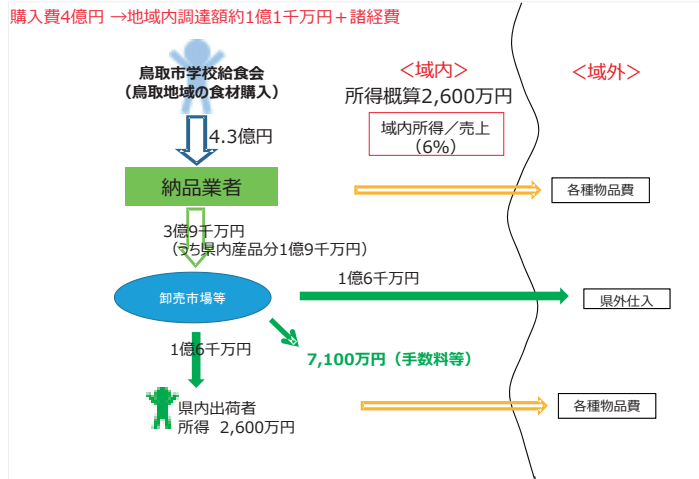 購入費4億円 →地域内調達額約1億1千万円＋諸経費
鳥取市学校給食会
（鳥取地域の食材購入）
＜域内＞
所得概算2,600万円
＜域外＞
域内所得／売上
（6%）
4.3億円
納品業者
各種物品費
3億9千万円
（うち県内産品分1億9千万円）
1億6千万円
卸売市場等
県外仕入
1億6千万円
7,100万円（手数料等）
県内出荷者
所得 2,600万円
各種物品費